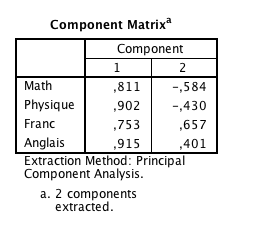 Component Matrixa
Component
1 2
Math ,811 -,584
Physique ,902 -,430
Franc ,753 ,657
Anglais ,915 ,401
Extraction Method: Principal
Component Analysis.
a. 2 components
extracted.